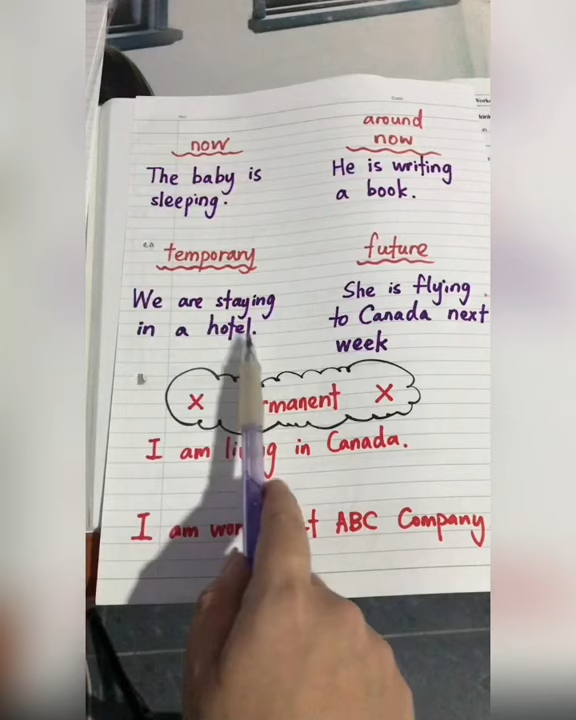 now
The baby is
sleeping.
around
now
He is writing
a book.
temporary
We are staying
in a hotel.
future
She is flying
to Canada next
week
x x
I am in Canada.
I am ABC Company